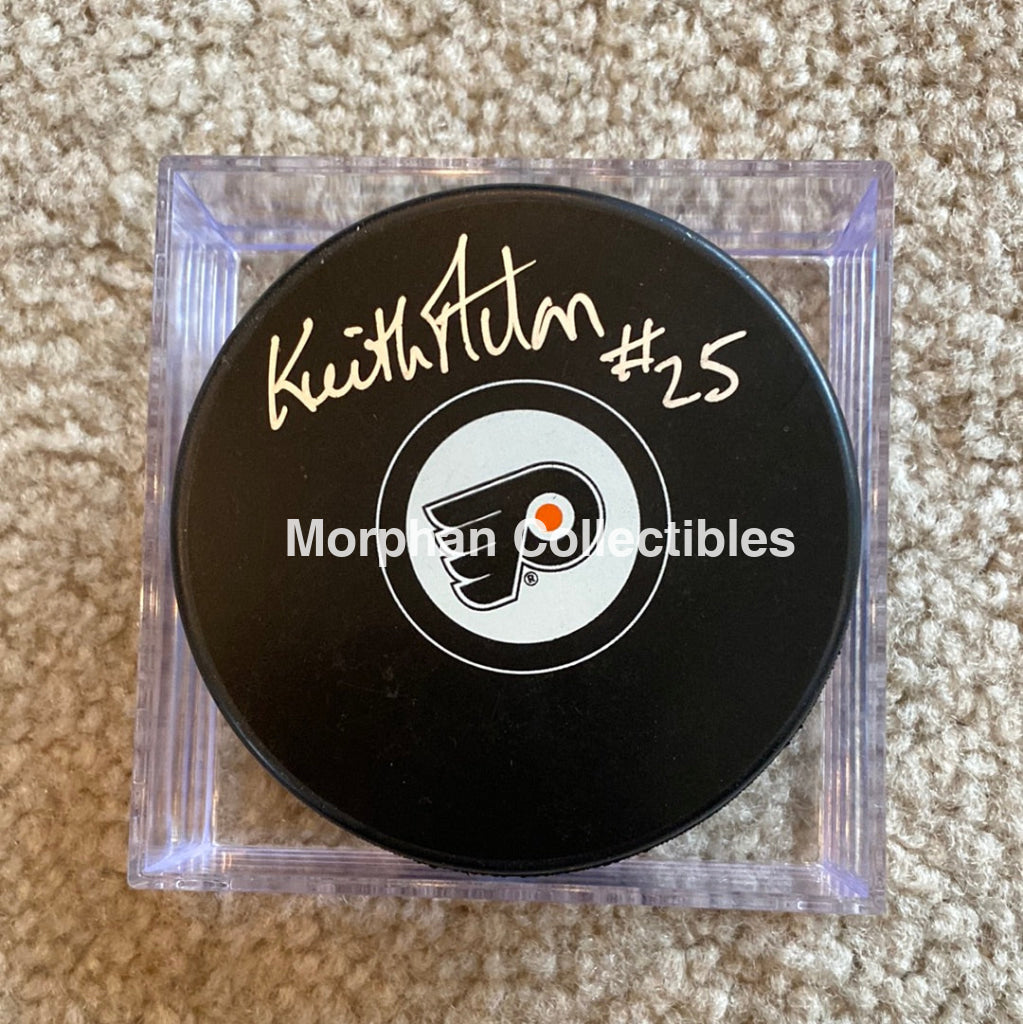 Keith Acton #25
Morphan Collectibles
®